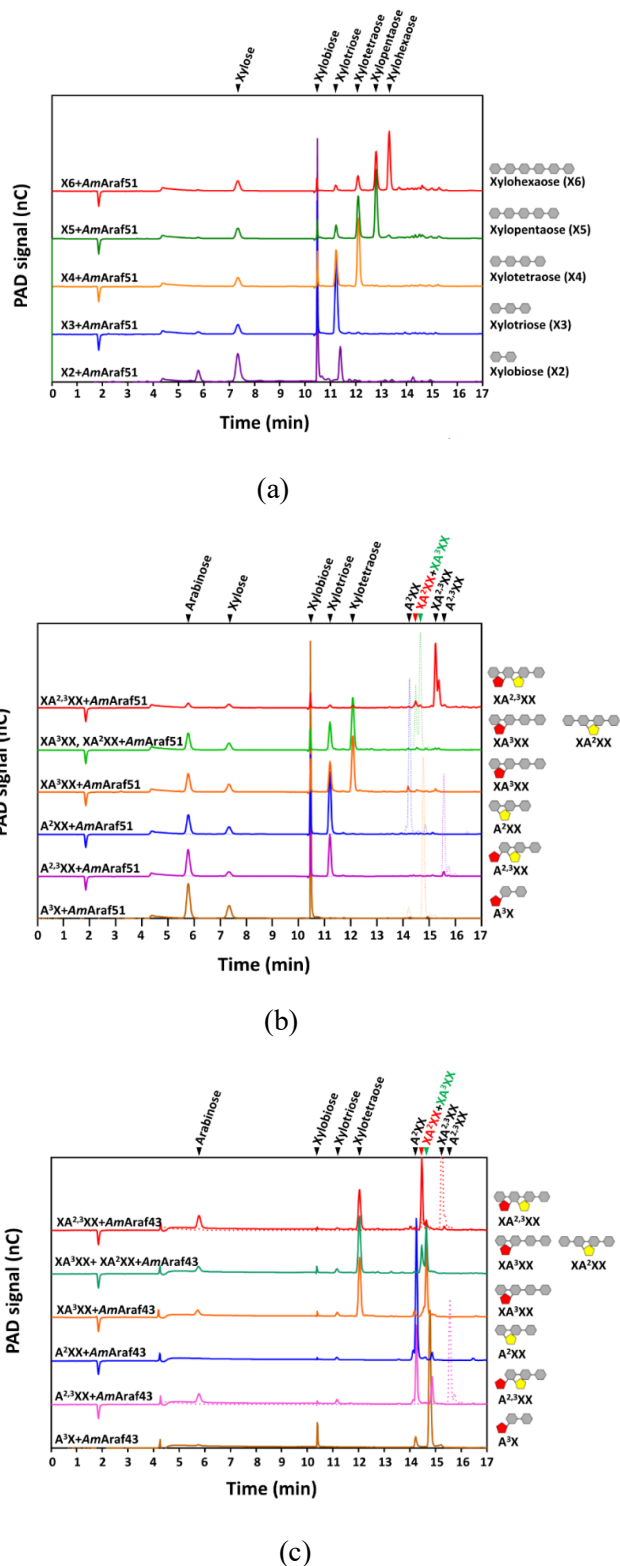 Xylose
Xylobiose
Xylotriose
Xylotetraose
Xylopentaose
Xylohexaose
PAD signal (nC)
X6+AmAraf51
X5+AmAraf51
X4+AmAraf51
X3+AmAraf51
X2+AmAraf51
Xylohexaose (X6)
Xylopentaose (X5)
Xylotetraose (X4)
Xylotriose (X3)
Xylobiose (X2)
0 1 2 3 4 5 6 7 8 9 10 11 12 13 14 15 16 17
Time (min)
(a)
Arabinose
Xylose
Xylobiose
Xylotriose
Xylotetraose
A²XX
XA²XX+XA³XX
XA²,³XX
A²,³XX
PAD signal (nC)
XA²,³XX+AmAraf51
XA³XX, XA²XX+AmAraf51
XA³XX+AmAraf51
A²XX+AmAraf51
A²,³XX+AmAraf51
A³X+AmAraf51
XA²,³XX
XA³XX
XA²XX
XA³XX
A²XX
A²,³XX
A³X
0 1 2 3 4 5 6 7 8 9 10 11 12 13 14 15 16 17
Time (min)
(b)
Arabinose
Xylobiose
Xylotriose
Xylotetraose
A²XX
XA²XX+XA³XX
XA²,³XX
A²,³XX
PAD signal (nC)
XA²,³XX+AmAraf43
XA³XX+ XA²XX+AmAraf43
XA³XX+AmAraf43
A²XX+AmAraf43
A²,³XX+AmAraf43
A³X+AmAraf43
XA²,³XX
XA³XX
XA²XX
XA³XX
A²XX
A²,³XX
A³X
0 1 2 3 4 5 6 7 8 9 10 11 12 13 14 15 16 17
Time (min)
(c)